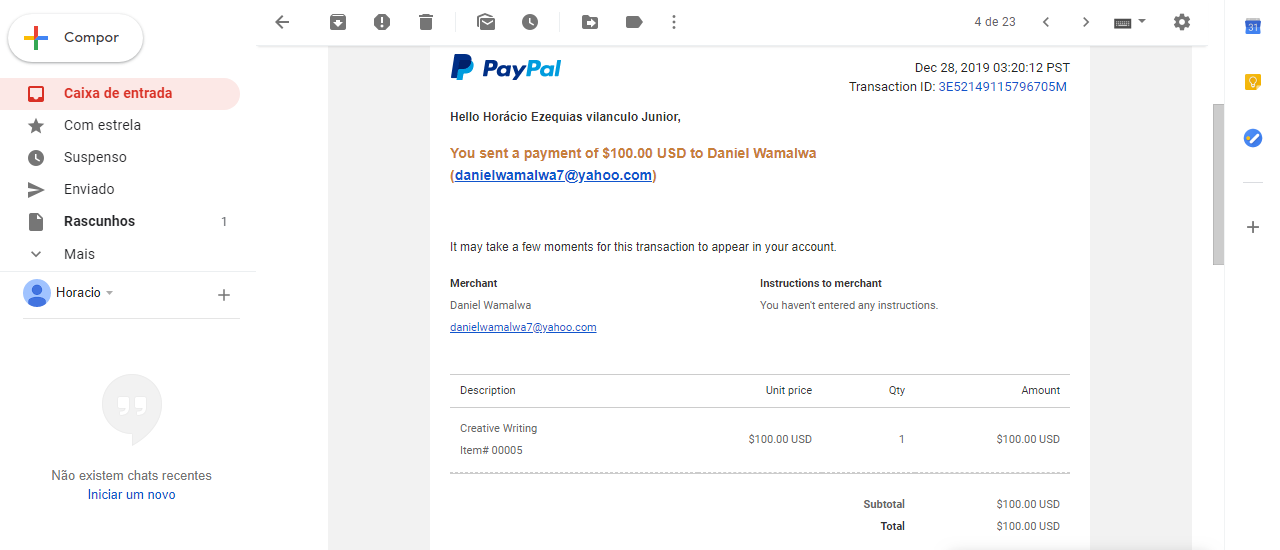 Compor
4 de 23
Caixa de entrada
Com estrela
Suspenso
Enviado
Rascunhos 1
Mais
Horacio
Não existem chats recentes
Iniciar um novo
PayPal
Dec 28, 2019 03:20:12 PST
Transaction ID: 3E52149115796705M
Hello Horácio Ezequias vilanculo Junior,
You sent a payment of $100.00 USD to Daniel Wamalwa
(danielwamalwa7@yahoo.com)
It may take a few moments for this transaction to appear in your account.
Merchant
Daniel Wamalwa
danielwamalwa7@yahoo.com
Instructions to merchant
You haven't entered any instructions.
Description Unit price Qty Amount
Creative Writing
Item# 00005
$100.00 USD 1 $100.00 USD
Subtotal $100.00 USD
Total $100.00 USD
31